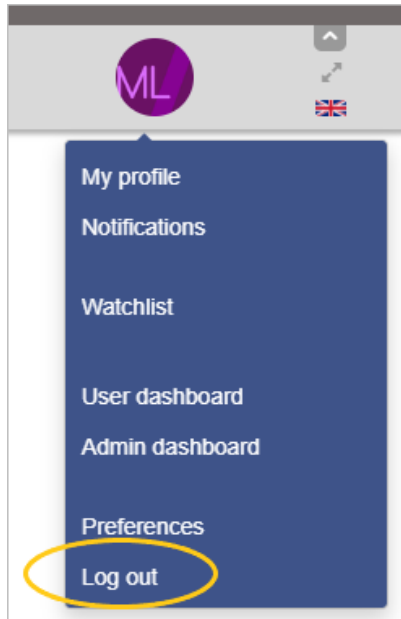 ML
My profile
Notifications
Watchlist
User dashboard
Admin dashboard
Preferences
Log out